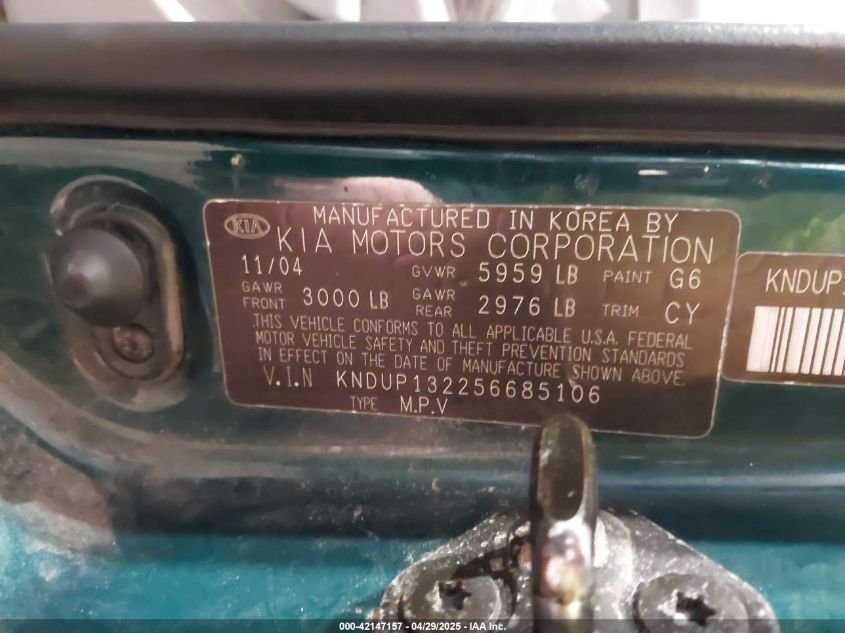 KIA
MANUFACTURED IN KOREA BY
KIA MOTORS CORPORATION
11/04 GVWR 5959 LB PAINT G6
GAWR FRONT 3000 LB GAWR REAR 2976 LB TRIM CY
THIS VEHICLE CONFORMS TO ALL APPLICABLE U.S.A. FEDERAL
MOTOR VEHICLE SAFETY AND THEFT PREVENTION STANDARDS
IN EFFECT ON THE DATE OF MANUFACTURE SHOWN ABOVE.
V.I.N KNDUP132256685106
TYPE M.P.V
KNDUP
000-42147157 - 04/29/2025 - IAA Inc.